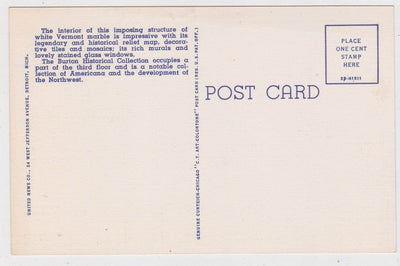 The interior of this imposing structure of
white Vermont marble is impressive with its
legendary and historical relief map, decora-
tive tiles and mosaics; its rich murals and
lovely stained glass windows.
The Burton Historical Collection occupies a
part of the third floor and is a notable col-
lection of Americana and the development of
the Northwest.
UNITED NEWS CO., 24 WEST JEFFERSON AVENUE, DETROIT, MICH.
GENUINE CURTEICH-CHICAGO "C.T. ART-COLORTONE" POST CARD (REG. U.S. PAT. OFF.)
POST CARD
PLACE
ONE CENT
STAMP
HERE